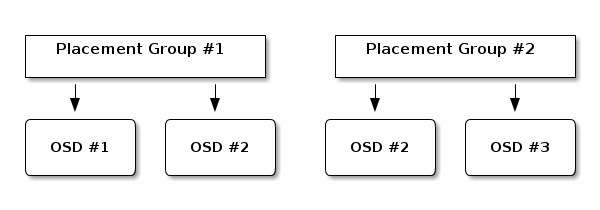 Placement Group #1
Placement Group #2
OSD #1
OSD #2
OSD #2
OSD #3